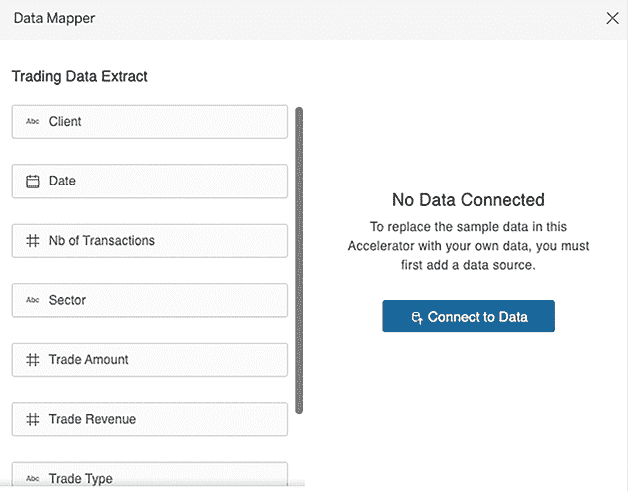 Data Mapper
Trading Data Extract
Abc Client
Date
Nb of Transactions
Abc Sector
Trade Amount
Trade Revenue
Abc Trade Type
No Data Connected
To replace the sample data in this
Accelerator with your own data, you must
first add a data source.
Connect to Data